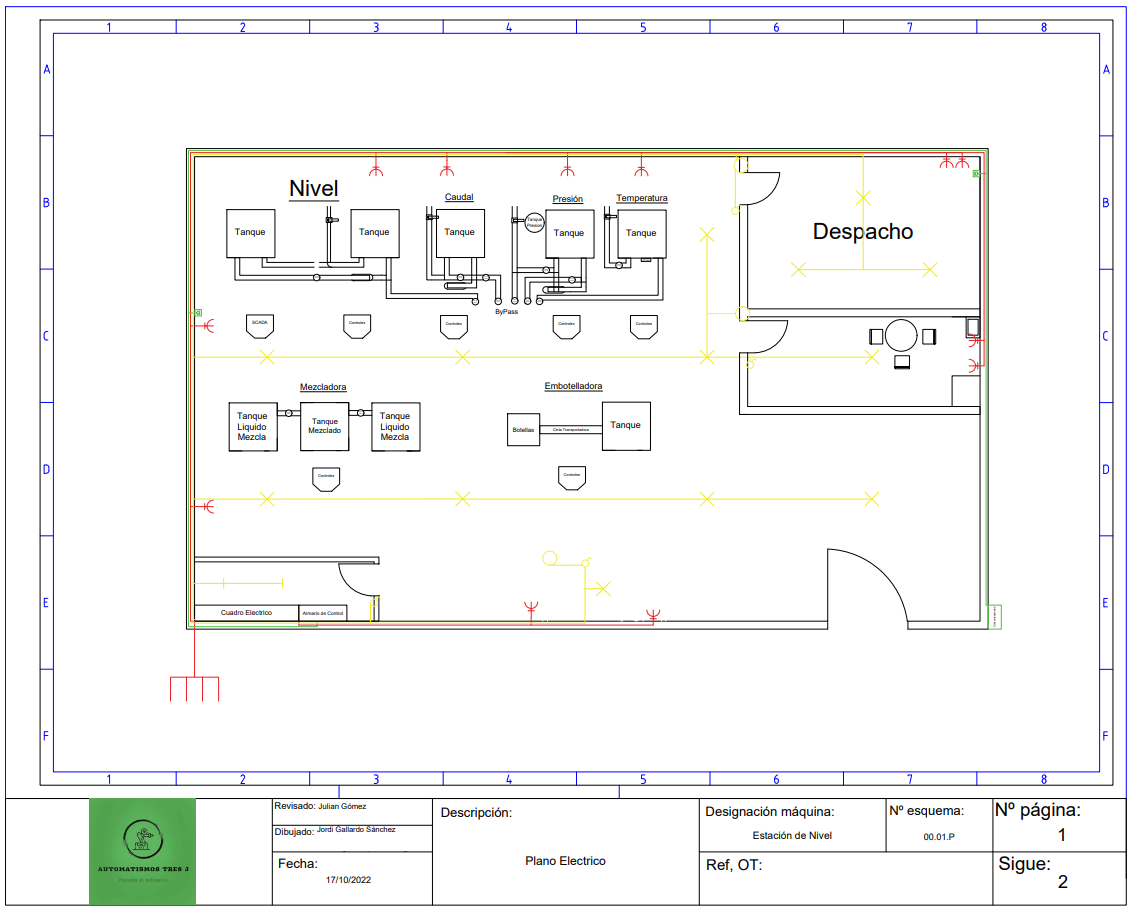 1 2 3 4 5 6 7 8
A A
B B
C C
D D
E E
F F
Nivel
Caudal
Presión
Temperatura
Tanque
Tanque
Tanque
Tanque
Presion
Tanque
Tanque
Despacho
ByPass
SCADA
Controles
Controles
Controles
Controles
Mezcladora
Embotelladora
Tanque
Liquido
Mezcla
Tanque
Mezclado
Tanque
Liquido
Mezcla
Botellas
Cinta Transportadora
Tanque
Controles
Controles
Cuadro Electrico
Armario de Control
1 2 3 4 5 6 7 8
AUTOMATISMOS TRES J
Revisado: Julian Gómez
Dibujado: Jordi Gallardo Sánchez
Fecha:
17/10/2022
Descripción:
Plano Electrico
Designación máquina:
Estación de Nivel
Ref, OT:
Nº esquema:
00.01.P
Nº página:
1
Sigue:
2